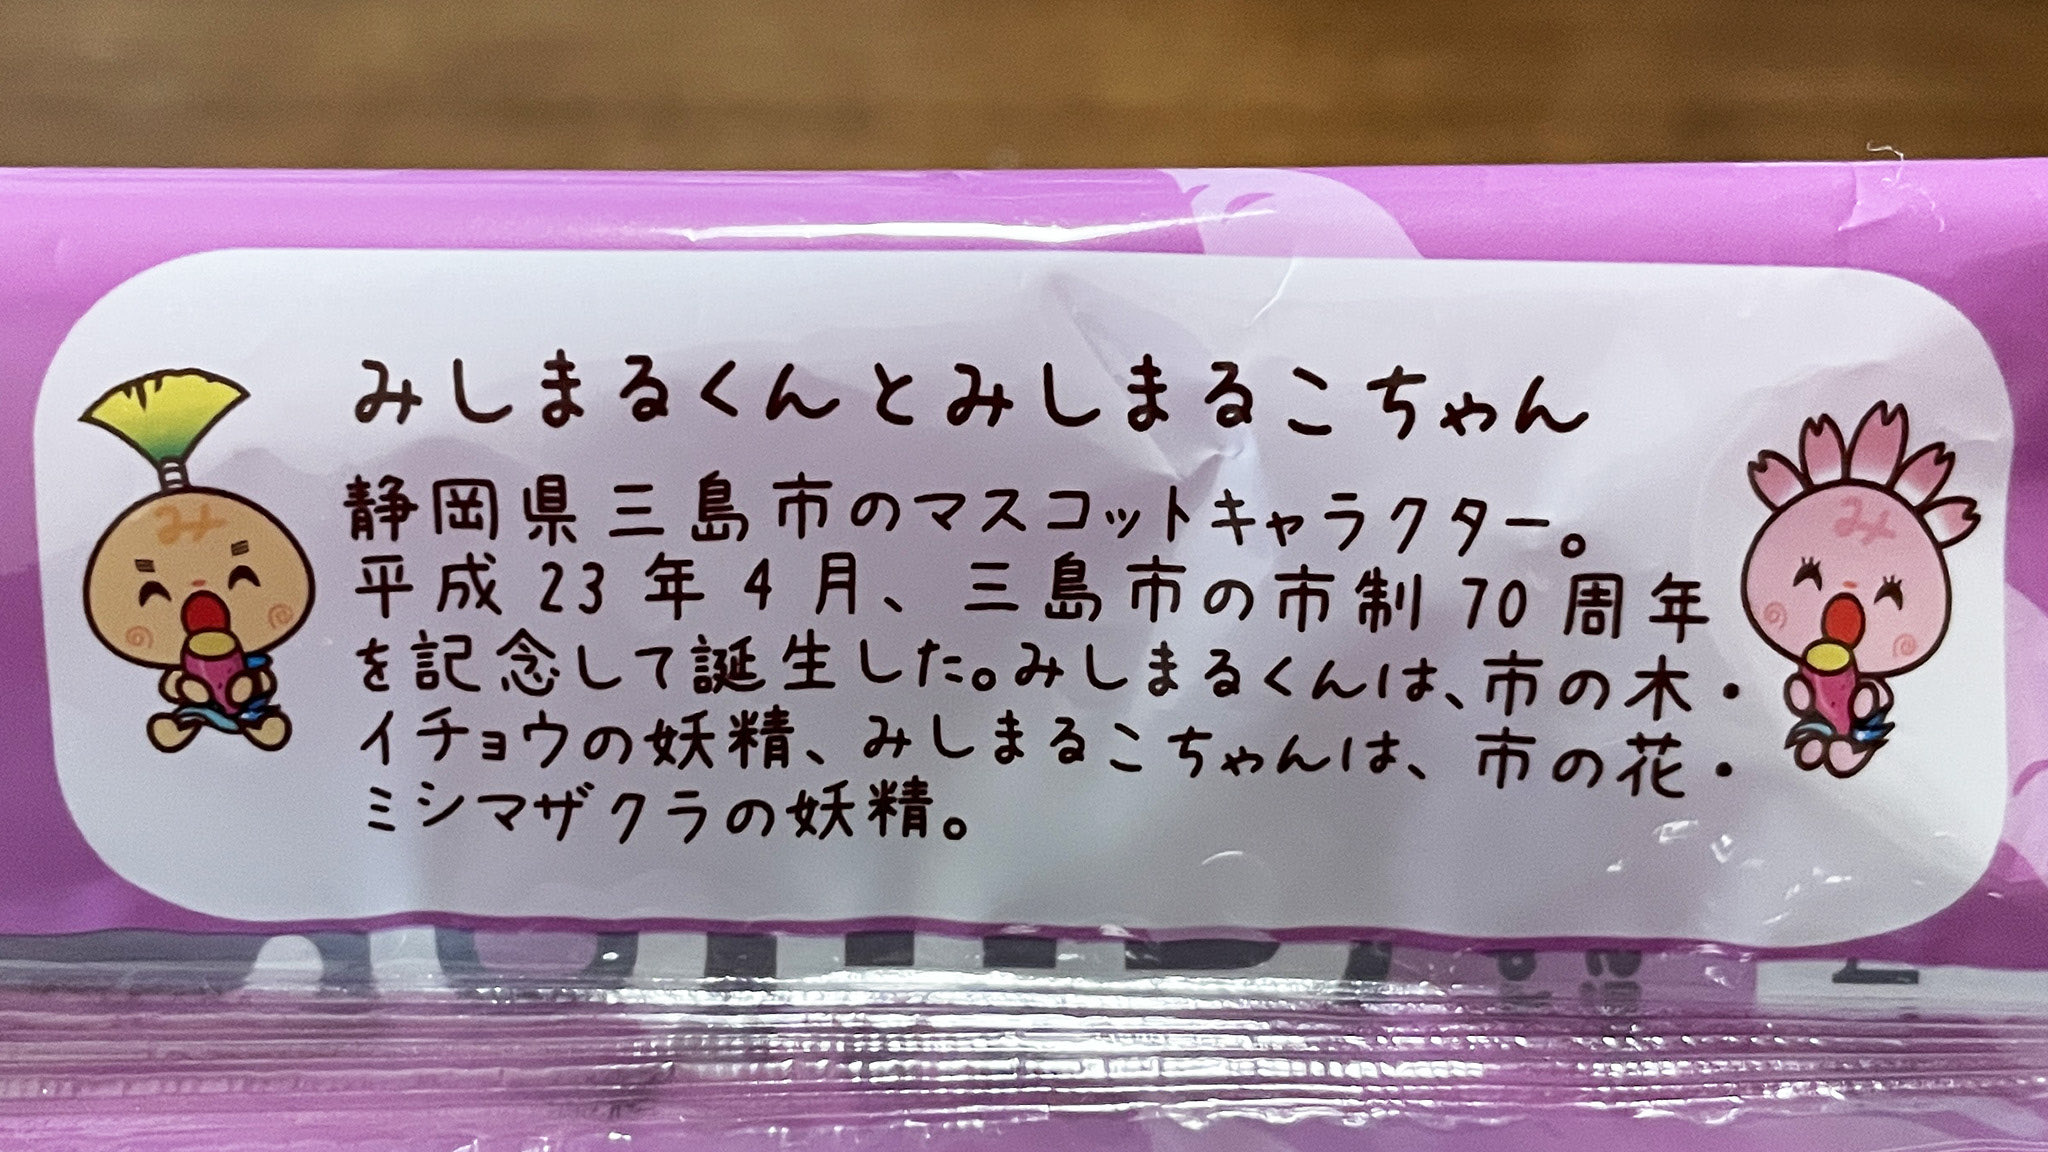 みしまるくんとみしまるこちゃん
静岡県三島市のマスコットキャラクター。
平成23年4月、三島市の市制70周年
を記念して誕生した。みしまるくんは、市の木・
イチョウの妖精、みしまるこちゃんは、市の花・
ミシマザクラの妖精。
み
み